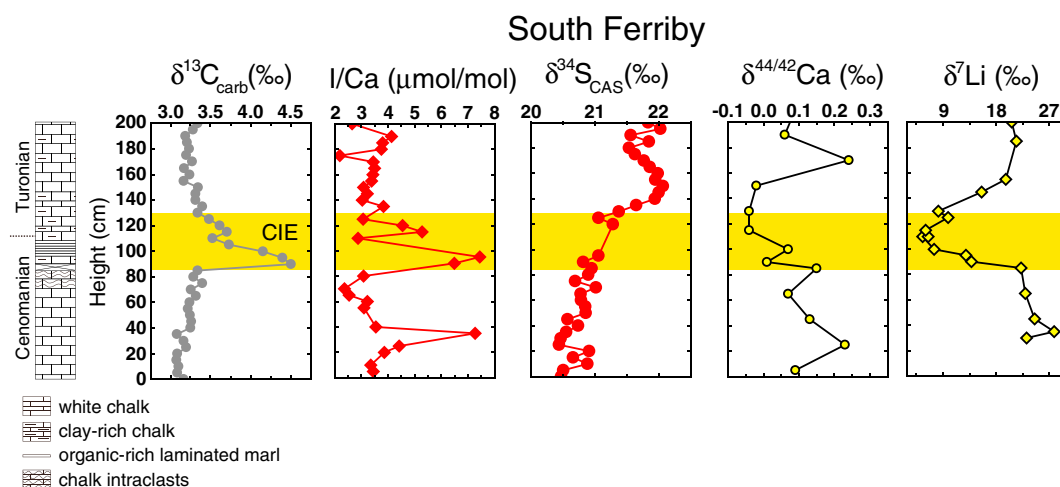 South Ferriby
δ13Ccarb(‰) I/Ca (μmol/mol) δ34SCAS(‰) δ44/42Ca (‰) δ7Li (‰)
3.0 3.5 4.0 4.5 2 3 4 5 6 7 8 20 21 22 -0.1 0.0 0.1 0.2 0.3 9 18 27
Turonian
Cenomanian
Height (cm)
200
180
160
140
120
100
80
60
40
20
0
CIE
white chalk
clay-rich chalk
organic-rich laminated marl
chalk intraclasts